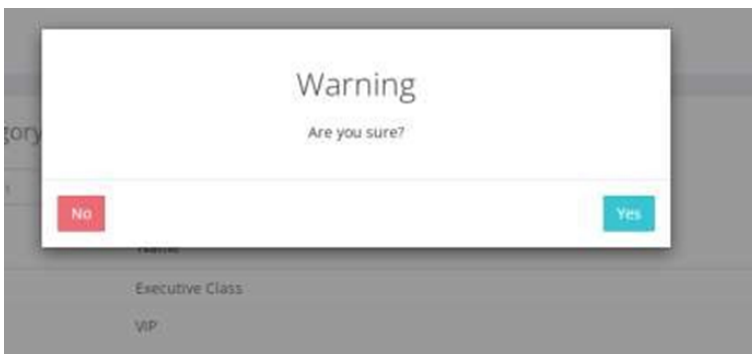 Warning
Are you sure?
No
Yes
Executive Class
VIP